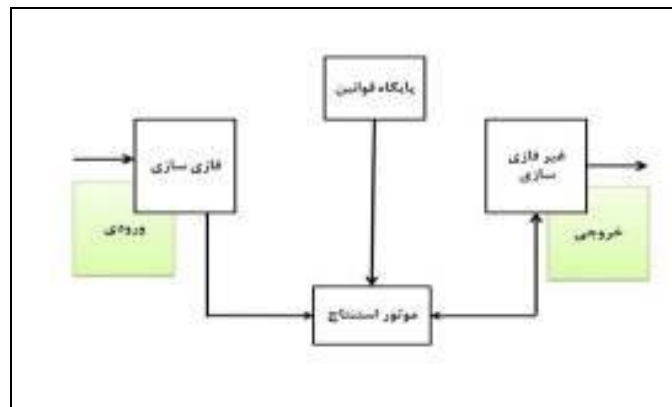 پایگاه قوانین
فازی سازی
غیر فازی
سازی
ورودی
خروجی
موتور استنتاج